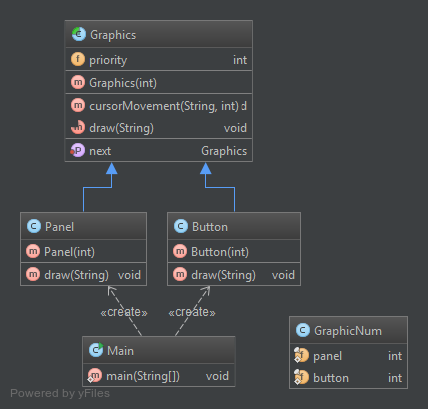 Graphics
priority int
Graphics(int)
cursorMovement(String, int) d
draw(String) void
next Graphics
Panel
Panel(int)
draw(String) void
Button
Button(int)
draw(String) void
«create»
«create»
Main
main(String[]) void
GraphicNum
panel int
button int
Powered by yFiles